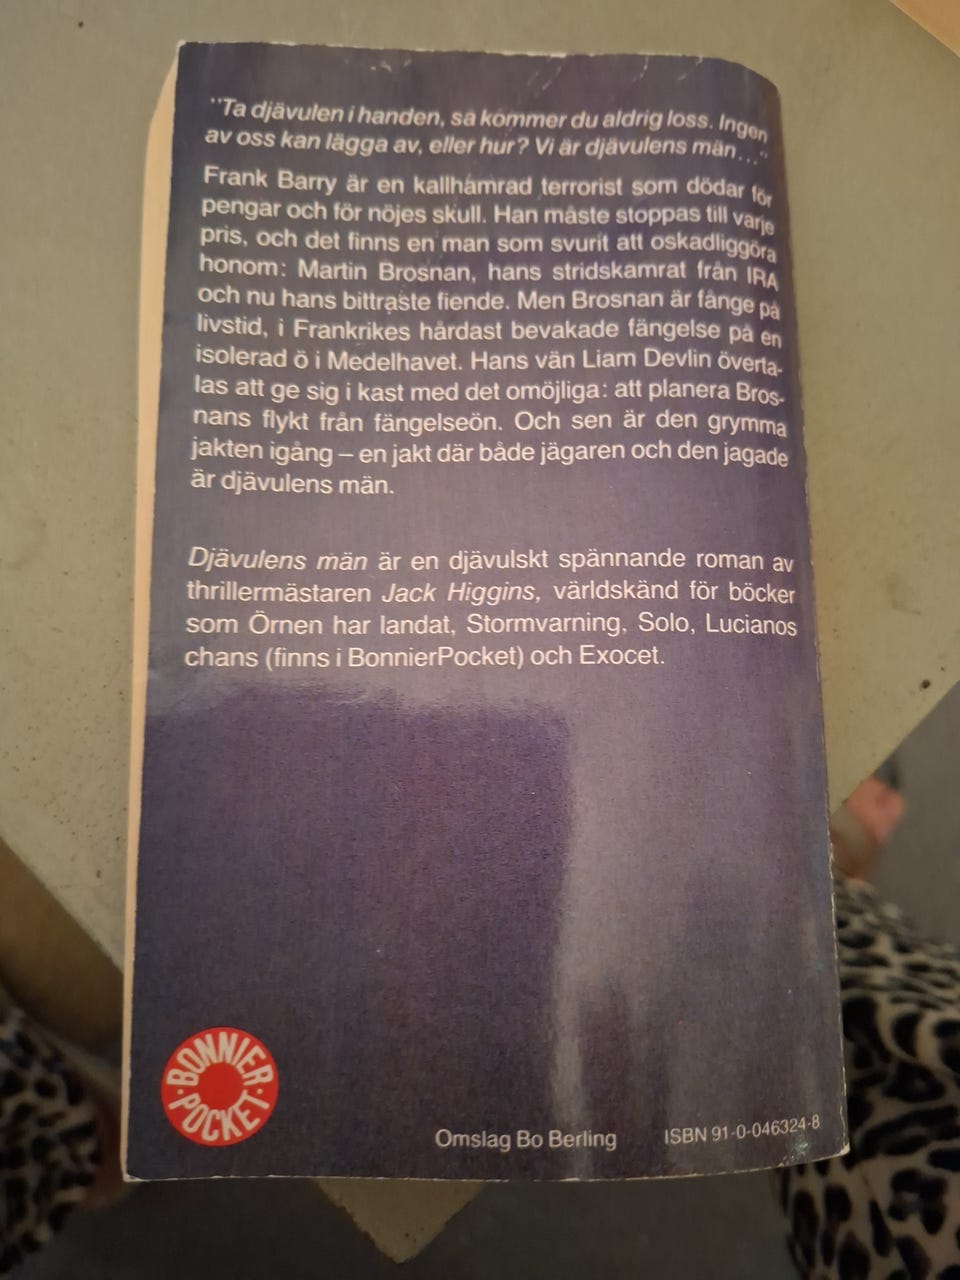 "Ta djävulen i handen, så kommer du aldrig loss. Ingen
av oss kan lägga av, eller hur? Vi är djävulens män..."
Frank Barry är en kallhamrad terrorist som dödar för
pengar och för nöjes skull. Han måste stoppas till varje
pris, och det finns en man som svurit att oskadliggöra
honom: Martin Brosnan, hans stridskamrat från IRA
och nu hans bittraste fiende. Men Brosnan är fånge på
livstid, i Frankrikes hårdast bevakade fängelse på en
isolerad ö i Medelhavet. Hans vän Liam Devlin överta-
las att ge sig i kast med det omöjliga: att planera Bros-
nans flykt från fängelseön. Och sen är den grymma
jakten igång – en jakt där både jägaren och den jagade
är djävulens män.
Djävulens män är en djävulskt spännande roman av
thrillermästaren Jack Higgins, världskänd för böcker
som Örnen har landat, Stormvarning, Solo, Lucianos
chans (finns i BonnierPocket) och Exocet.
BONNIER
POCKET
Omslag Bo Berling
ISBN 91-0-046324-8